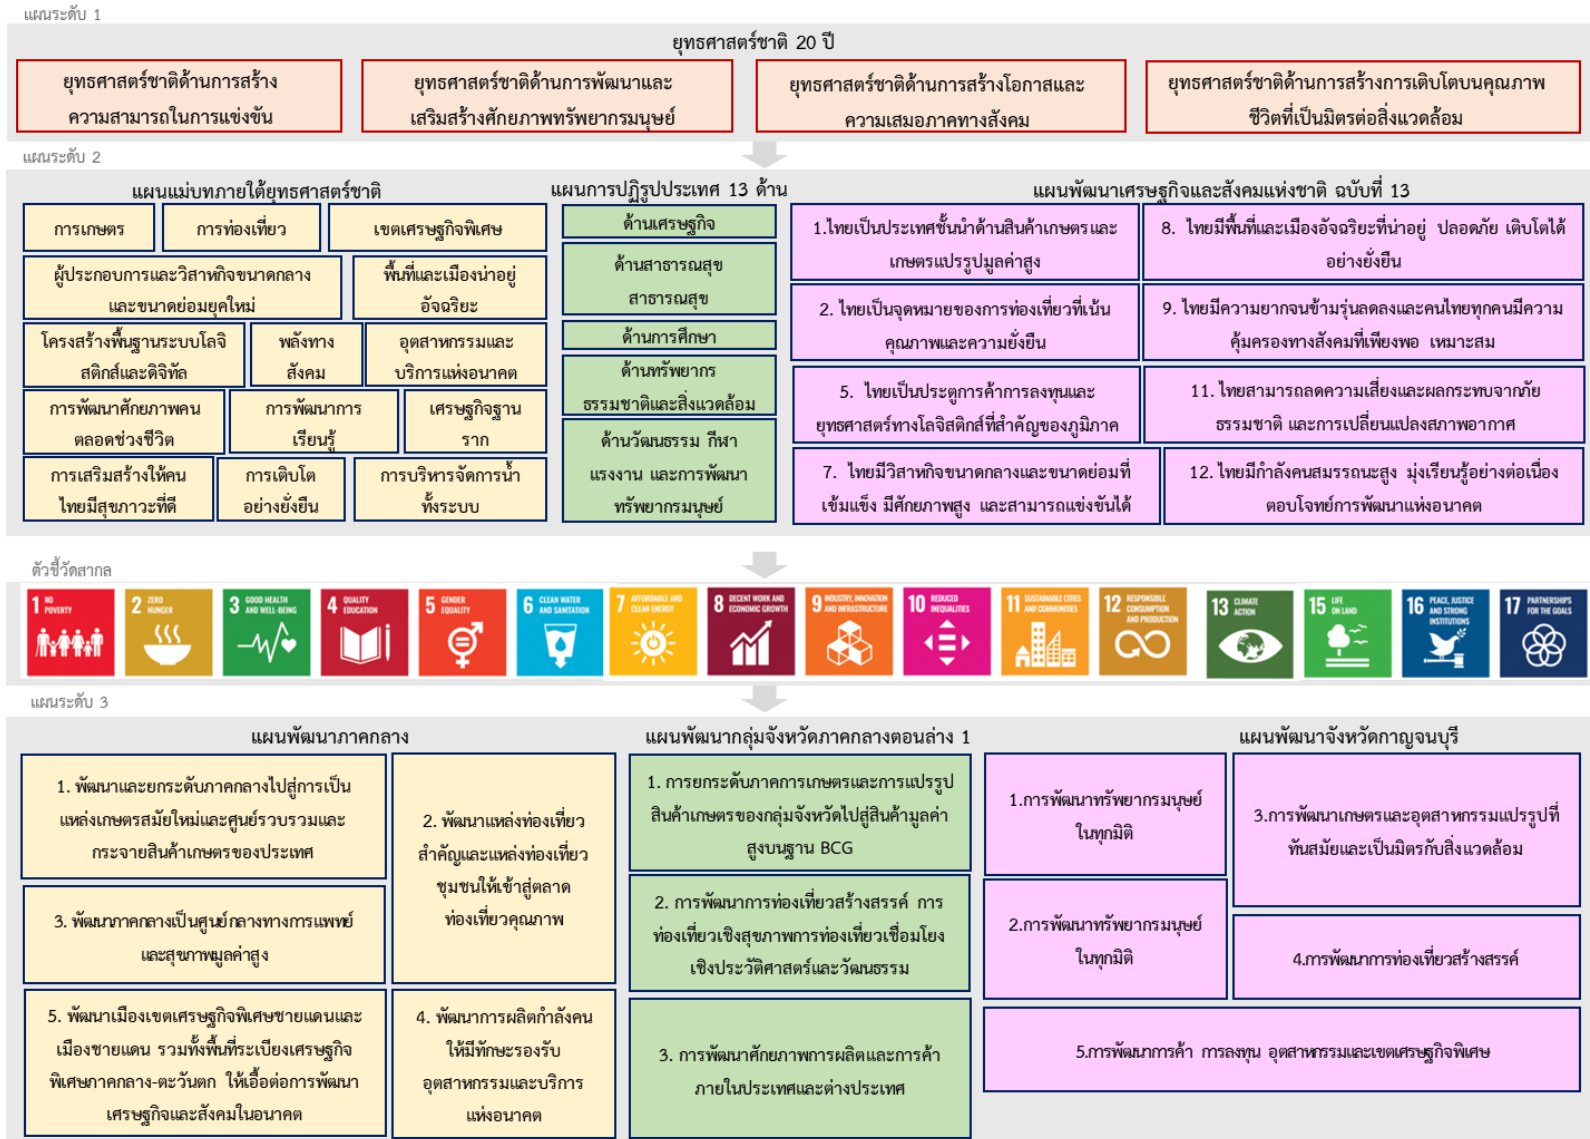 แผนระดับ 1
ยุทธศาสตร์ชาติ 20 ปี
ยุทธศาสตร์ชาติด้านการสร้าง
ความสามารถในการแข่งขัน
ยุทธศาสตร์ชาติด้านการพัฒนาและ
เสริมสร้างศักยภาพทรัพยากรมนุษย์
ยุทธศาสตร์ชาติด้านการสร้างโอกาสและ
ความเสมอภาคทางสังคม
ยุทธศาสตร์ชาติด้านการสร้างการเติบโตบนคุณภาพ
ชีวิตที่เป็นมิตรต่อสิ่งแวดล้อม
แผนระดับ 2
แผนแม่บทภายใต้ยุทธศาสตร์ชาติ
การเกษตร
การท่องเที่ยว
เขตเศรษฐกิจพิเศษ
ผู้ประกอบการและวิสาหกิจขนาดกลาง
และขนาดย่อมยุคใหม่
พื้นที่และเมืองน่าอยู่
อัจฉริยะ
โครงสร้างพื้นฐานระบบโลจิ
สติกส์และดิจิทัล
พลังทาง
สังคม
อุตสาหกรรมและ
บริการแห่งอนาคต
การพัฒนาศักยภาพคน
ตลอดช่วงชีวิต
การพัฒนาการ
เรียนรู้
เศรษฐกิจฐาน
ราก
การเสริมสร้างให้คน
ไทยมีสุขภาวะที่ดี
การเติบโต
อย่างยั่งยืน
การบริหารจัดการน้ำ
ทั้งระบบ
แผนการปฏิรูปประเทศ 13 ด้าน
ด้านเศรษฐกิจ
ด้านสาธารณสุข
สาธารณสุข
ด้านการศึกษา
ด้านทรัพยากร
ธรรมชาติและสิ่งแวดล้อม
ด้านวัฒนธรรม กีฬา
แรงงาน และการพัฒนา
ทรัพยากรมนุษย์
แผนพัฒนาเศรษฐกิจและสังคมแห่งชาติ ฉบับที่ 13
1.ไทยเป็นประเทศชั้นนำด้านสินค้าเกษตรและ
เกษตรแปรรูปมูลค่าสูง
8. ไทยมีพื้นที่และเมืองอัจฉริยะที่น่าอยู่ ปลอดภัย เติบโตได้
อย่างยั่งยืน
2. ไทยเป็นจุดหมายของการท่องเที่ยวที่เน้น
คุณภาพและความยั่งยืน
9. ไทยมีความยากจนข้ามรุ่นลดลงและคนไทยทุกคนมีความ
คุ้มครองทางสังคมที่เพียงพอ เหมาะสม
5. ไทยเป็นประตูการค้าการลงทุนและ
ยุทธศาสตร์ทางโลจิสติกส์ที่สำคัญของภูมิภาค
11. ไทยสามารถลดความเสี่ยงและผลกระทบจากภัย
ธรรมชาติ และการเปลี่ยนแปลงสภาพอากาศ
7. ไทยมีวิสาหกิจขนาดกลางและขนาดย่อมที่
เข้มแข็ง มีศักยภาพสูง และสามารถแข่งขันได้
12. ไทยมีกำลังคนสมรรถนะสูง มุ่งเรียนรู้อย่างต่อเนื่อง
ตอบโจทย์การพัฒนาแห่งอนาคต
ตัวชี้วัดสากล
1 NO
POVERTY
2 ZERO
HUNGER
3 GOOD HEALTH
AND WELL-BEING
4 QUALITY
EDUCATION
5 GENDER
EQUALITY
6 CLEAN WATER
AND SANITATION
7 AFFORDABLE AND
CLEAN ENERGY
8 DECENT WORK AND
ECONOMIC GROWTH
9 INDUSTRY, INNOVATION
AND INFRASTRUCTURE
10 REDUCED
INEQUALITIES
11 SUSTAINABLE CITIES
AND COMMUNITIES
12 RESPONSIBLE
CONSUMPTION
AND PRODUCTION
13 CLIMATE
ACTION
15 LIFE
ON LAND
16 PEACE, JUSTICE
AND STRONG
INSTITUTIONS
17 PARTNERSHIPS
FOR THE GOALS
แผนระดับ 3
แผนพัฒนาภาคกลาง
1. พัฒนาและยกระดับภาคกลางไปสู่การเป็น
แหล่งเกษตรสมัยใหม่และศูนย์รวบรวมและ
กระจายสินค้าเกษตรของประเทศ
2. พัฒนาแหล่งท่องเที่ยว
สำคัญและแหล่งท่องเที่ยว
ชุมชนให้เข้าสู่ตลาด
ท่องเที่ยวคุณภาพ
3. พัฒนาภาคกลางเป็นศูนย์กลางทางการแพทย์
และสุขภาพมูลค่าสูง
5. พัฒนาเมืองเขตเศรษฐกิจพิเศษชายแดนและ
เมืองชายแดน รวมทั้งพื้นที่ระเบียงเศรษฐกิจ
พิเศษภาคกลาง-ตะวันตก ให้เอื้อต่อการพัฒนา
เศรษฐกิจและสังคมในอนาคต
4. พัฒนาการผลิตกำลังคน
ให้มีทักษะรองรับ
อุตสาหกรรมและบริการ
แห่งอนาคต
แผนพัฒนากลุ่มจังหวัดภาคกลางตอนล่าง 1
1. การยกระดับภาคการเกษตรและการแปรรูป
สินค้าเกษตรของกลุ่มจังหวัดไปสู่สินค้ามูลค่า
สูงบนฐาน BCG
2. การพัฒนาการท่องเที่ยวสร้างสรรค์ การ
ท่องเที่ยวเชิงสุขภาพการท่องเที่ยวเชื่อมโยง
เชิงประวัติศาสตร์และวัฒนธรรม
3. การพัฒนาศักยภาพการผลิตและการค้า
ภายในประเทศและต่างประเทศ
แผนพัฒนาจังหวัดกาญจนบุรี
1.การพัฒนาทรัพยากรมนุษย์
ในทุกมิติ
3.การพัฒนาเกษตรและอุตสาหกรรมแปรรูปที่
ทันสมัยและเป็นมิตรกับสิ่งแวดล้อม
2.การพัฒนาทรัพยากรมนุษย์
ในทุกมิติ
4.การพัฒนาการท่องเที่ยวสร้างสรรค์
5.การพัฒนาการค้า การลงทุน อุตสาหกรรมและเขตเศรษฐกิจพิเศษ